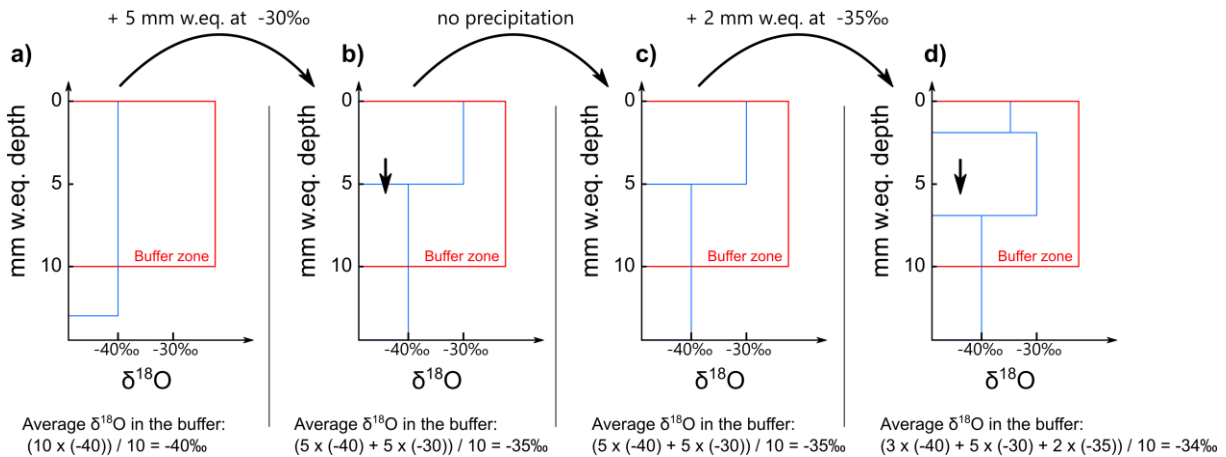 + 5 mm w.eq. at -30‰
no precipitation
+ 2 mm w.eq. at -35‰
a)
b)
c)
d)
mm w.eq. depth
0
5
10
Buffer zone
-40‰
-30‰
δ¹⁸O
Average δ¹⁸O in the buffer:
(10 x (-40)) / 10 = -40‰
mm w.eq. depth
0
5
10
Buffer zone
-40‰
-30‰
δ¹⁸O
Average δ¹⁸O in the buffer:
(5 x (-40) + 5 x (-30)) / 10 = -35‰
mm w.eq. depth
0
5
10
Buffer zone
-40‰
-30‰
δ¹⁸O
Average δ¹⁸O in the buffer:
(5 x (-40) + 5 x (-30)) / 10 = -35‰
mm w.eq. depth
0
5
10
Buffer zone
-40‰
-30‰
δ¹⁸O
Average δ¹⁸O in the buffer:
(3 x (-40) + 5 x (-30) + 2 x (-35)) / 10 = -34‰